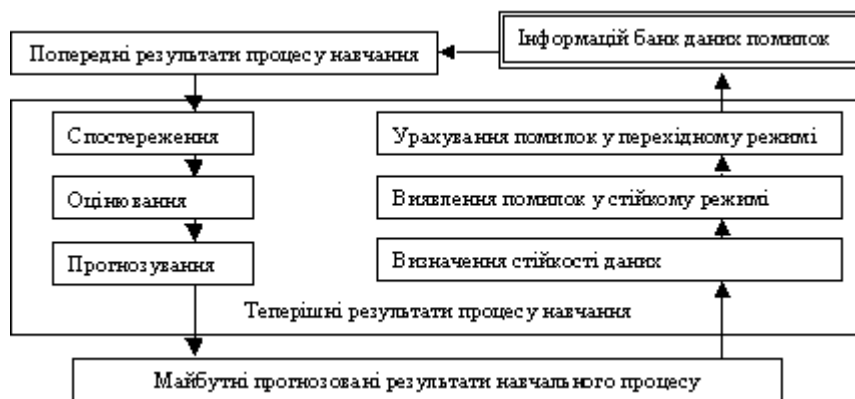 Інформацій банк даних помилок
Попередні результати процесу навчання
Спостереження
Урахування помилок у перехідному режимі
Оцінювання
Виявлення помилок у стійкому режимі
Прогнозування
Визначення стійкості даних
Теперішні результати процесу навчання
Майбутні прогнозовані результати навчального процесу